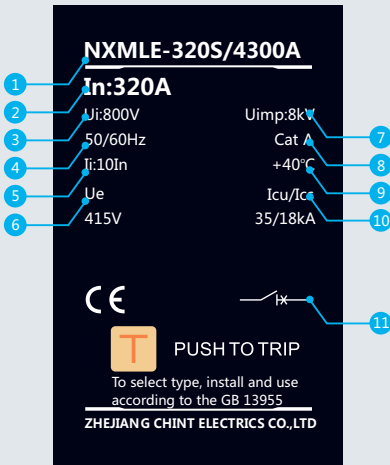 NXMLE-320S/4300A
In:320A
Ui:800V Uimp:8kV
50/60Hz Cat A
Ii:10In +40°C
Ue Icu/Ics
415V 35/18kA
CE
T PUSH TO TRIP
To select type, install and use
according to the GB 13955
ZHEJIANG CHINT ELECTRICS CO.,LTD
1
2
3
4
5
6
7
8
9
10
11